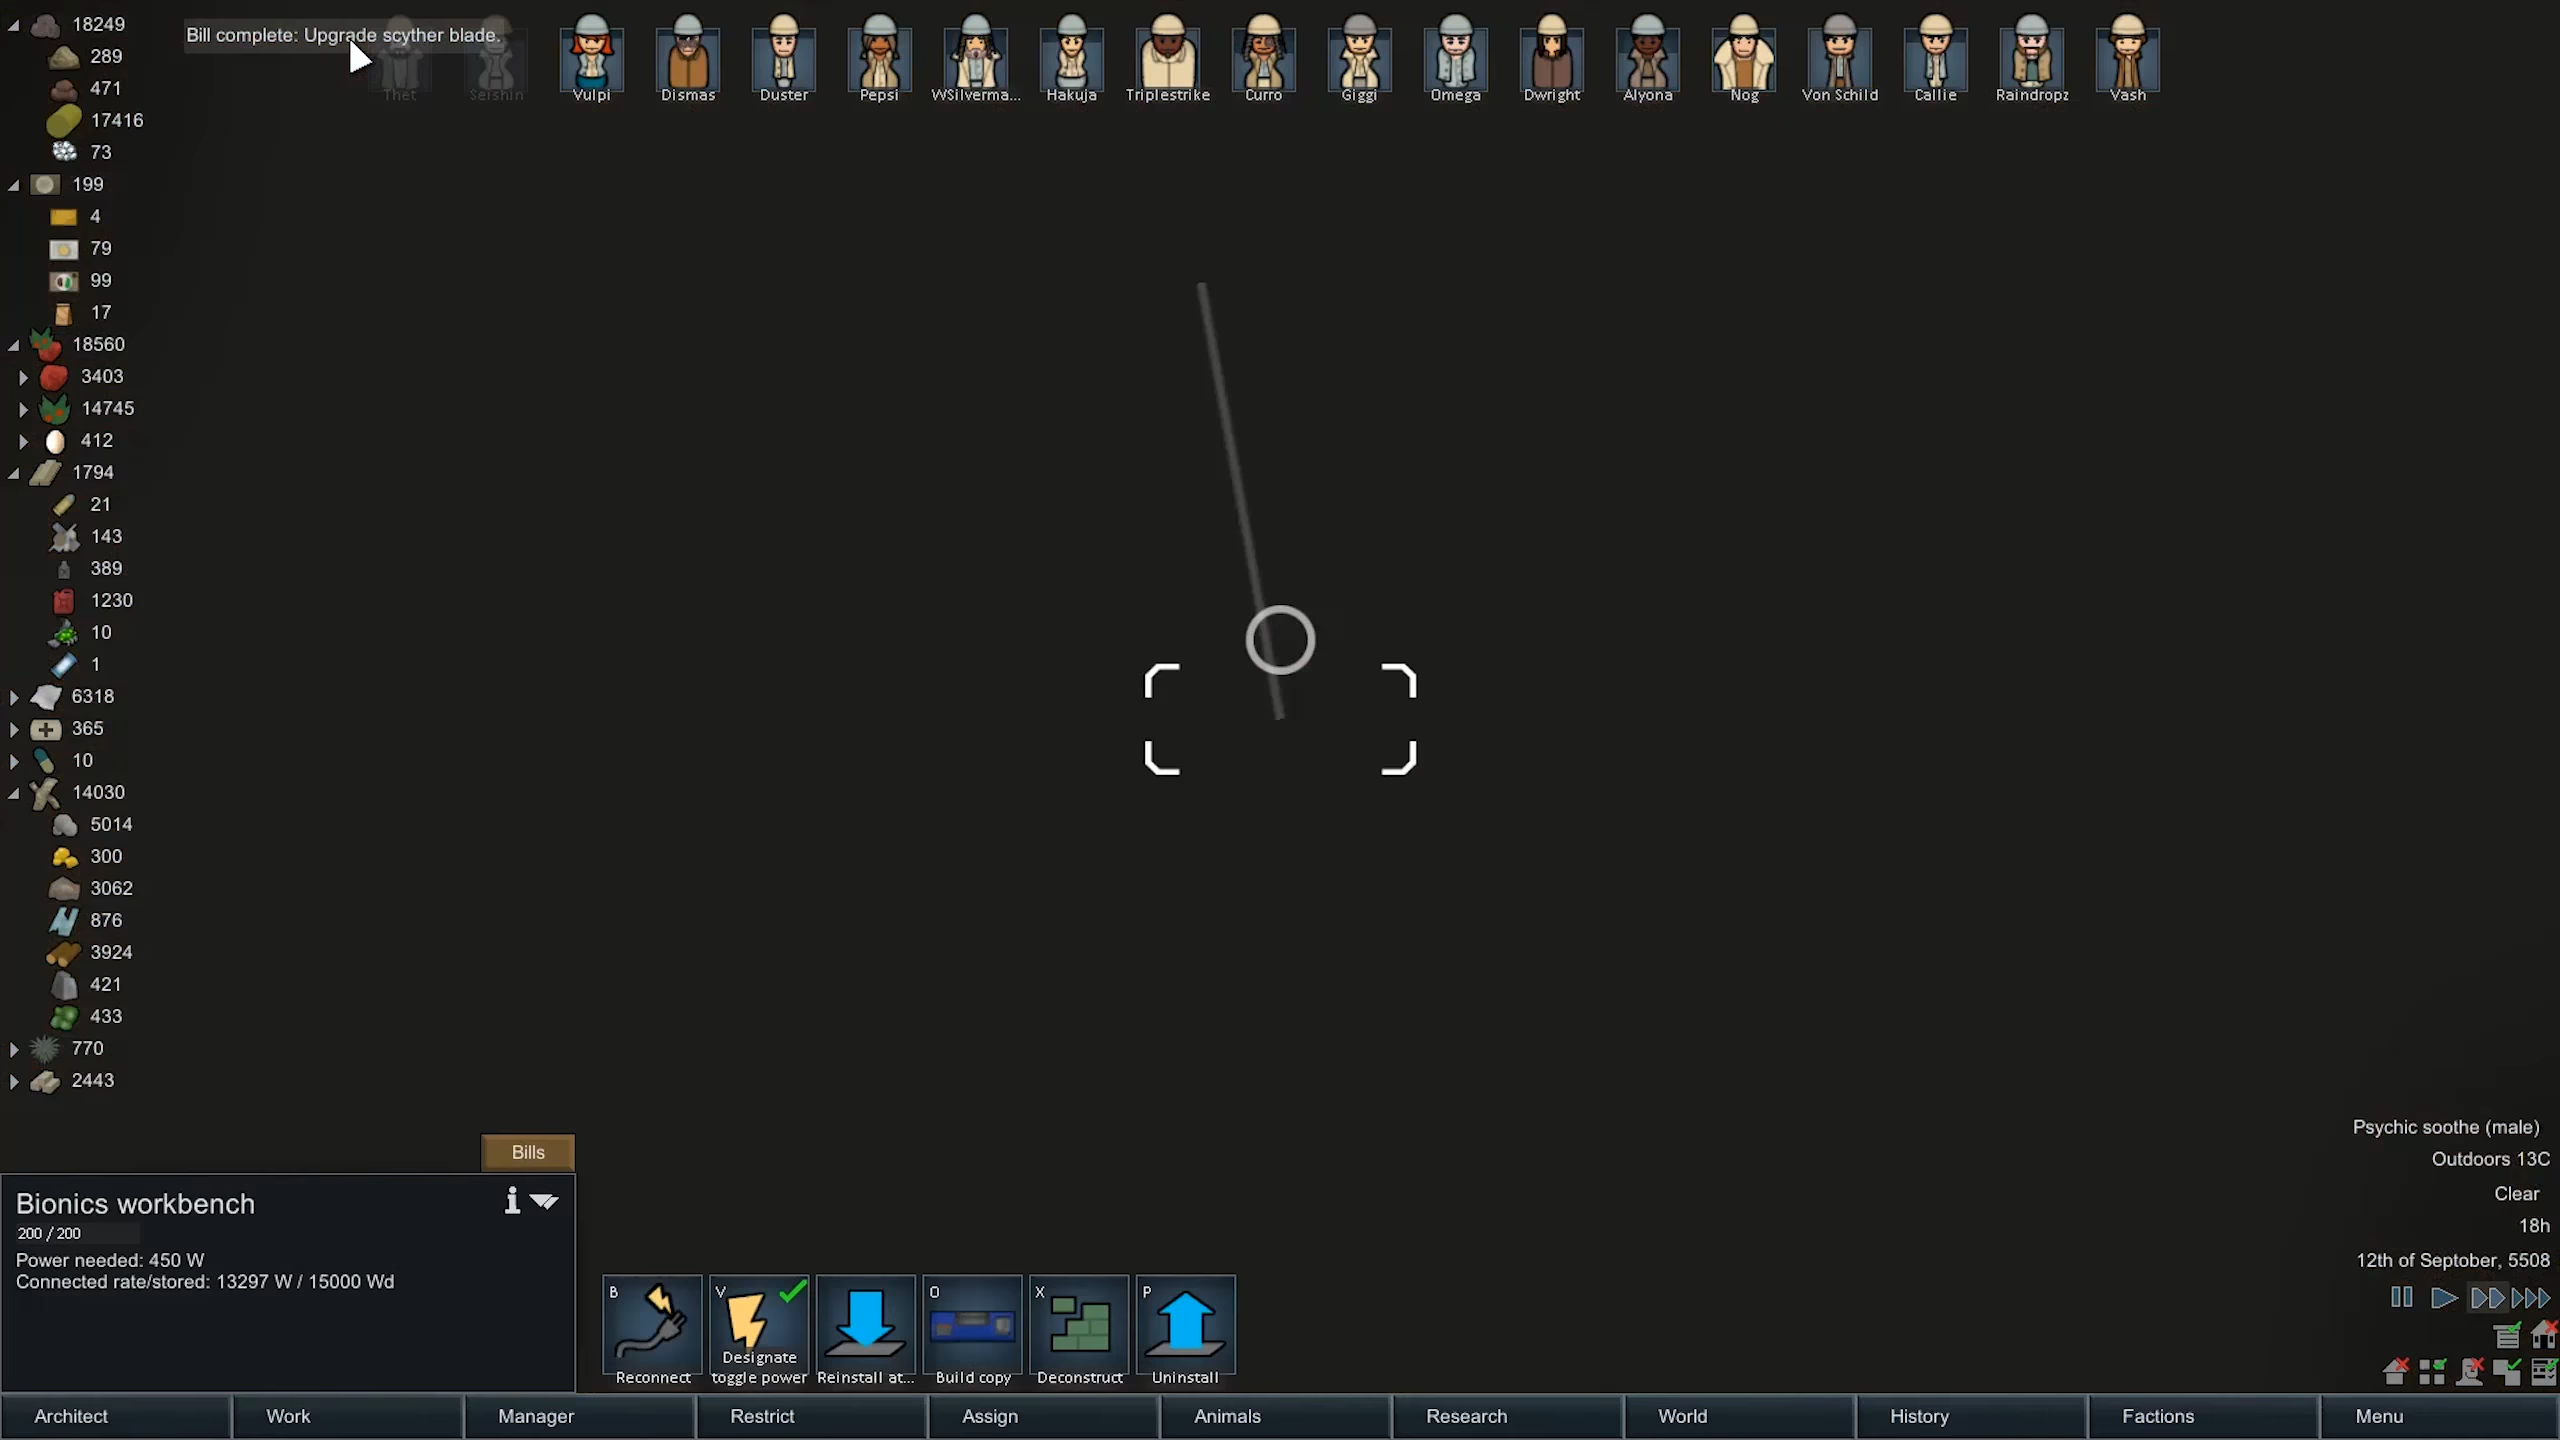 18249
Bill complete: Upgrade scyther blade.
289
471
17416
73
199
4
79
99
17
18560
3403
14745
412
1794
21
143
389
1230
10
1
6318
365
10
14030
5014
300
3062
876
3924
421
433
770
2443
Thet
Seishin
Vulpi
Dismas
Duster
Pepsi
WSilverma...
Hakuja
Triplestrike
Curro
Giggi
Omega
Dwright
Alyona
Nog
Von Schild
Callie
Raindropz
Vash
Psychic soothe (male)
Outdoors 13C
Clear
18h
12th of Septober, 5508
Bills
Bionics workbench
200 / 200
Power needed: 450 W
Connected rate/stored: 13297 W / 15000 Wd
B
Reconnect
V
Designate
toggle power
Reinstall at...
O
Build copy
X
Deconstruct
P
Uninstall
Architect
Work
Manager
Restrict
Assign
Animals
Research
World
History
Factions
Menu